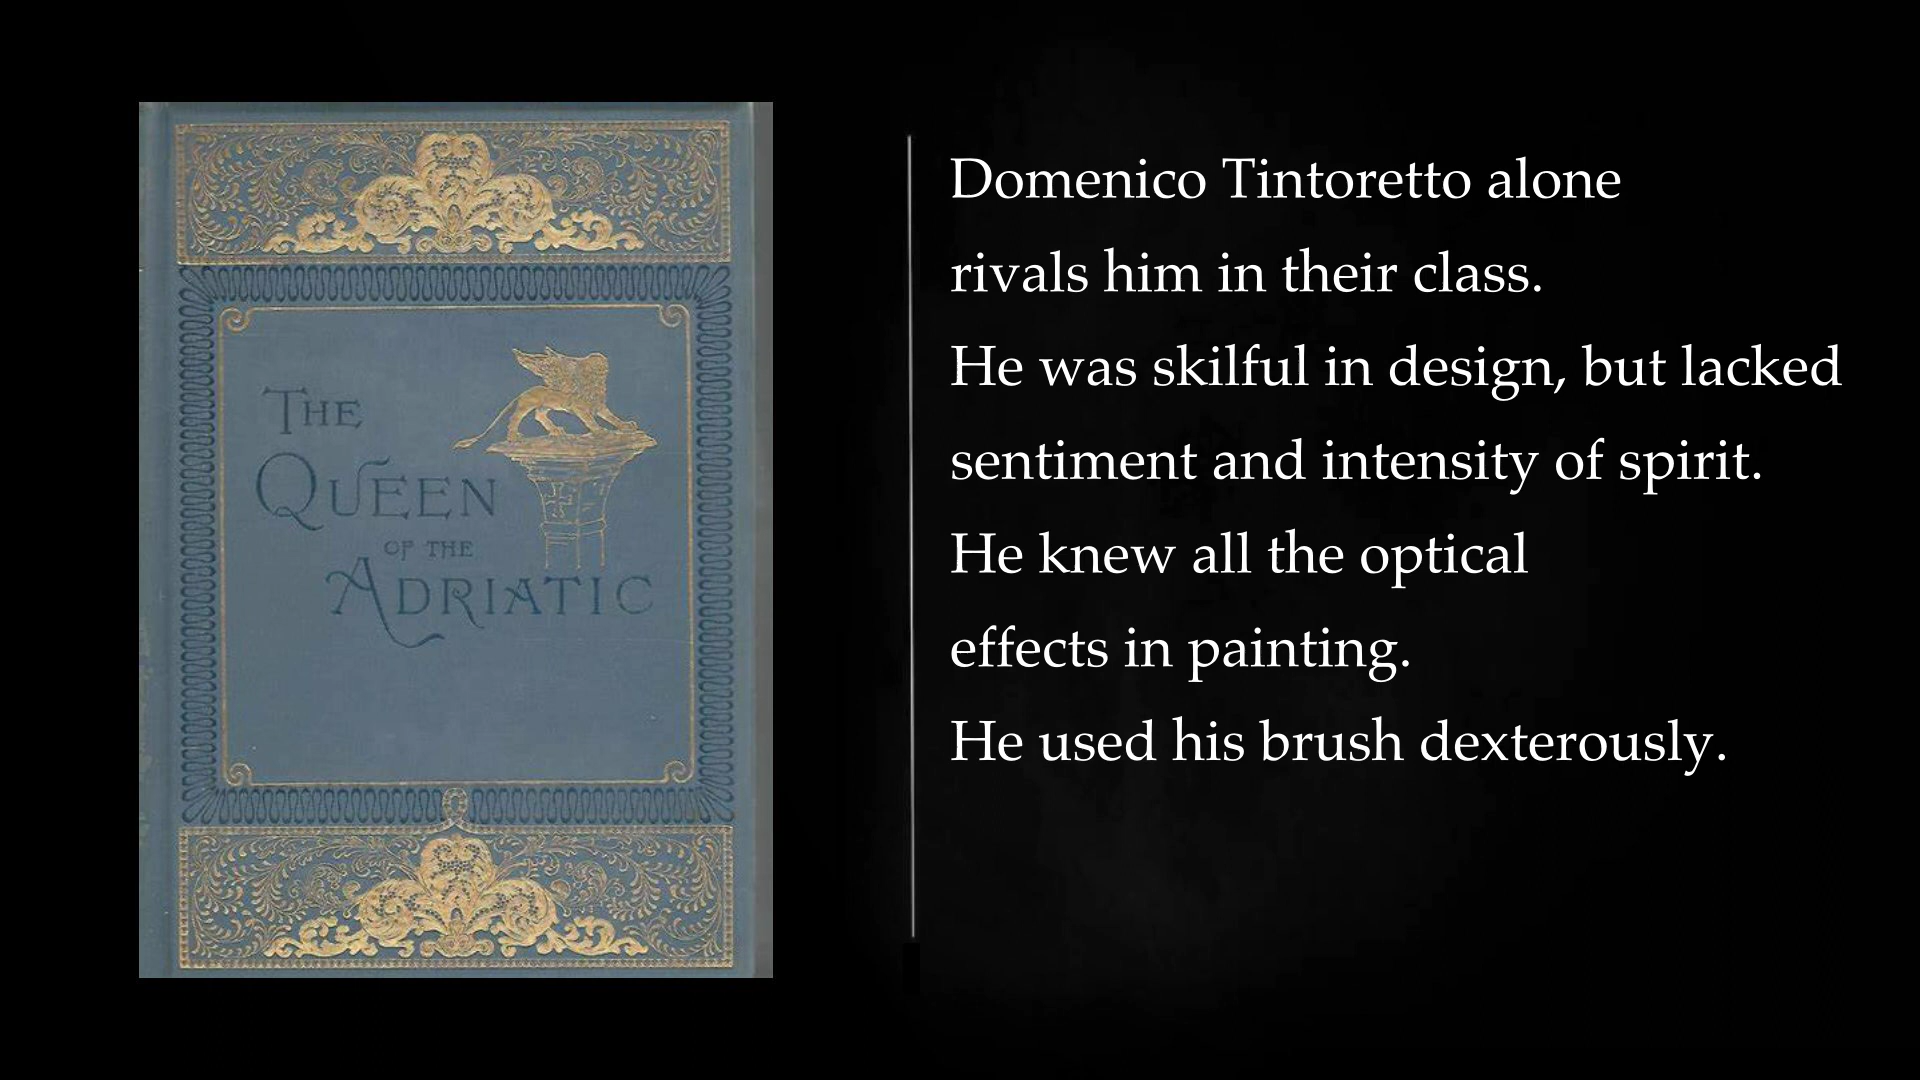 THE
QUEEN
OF THE
ADRIATIC
Domenico Tintoretto alone
rivals him in their class.
He was skilful in design, but lacked
sentiment and intensity of spirit.
He knew all the optical
effects in painting.
He used his brush dexterously.